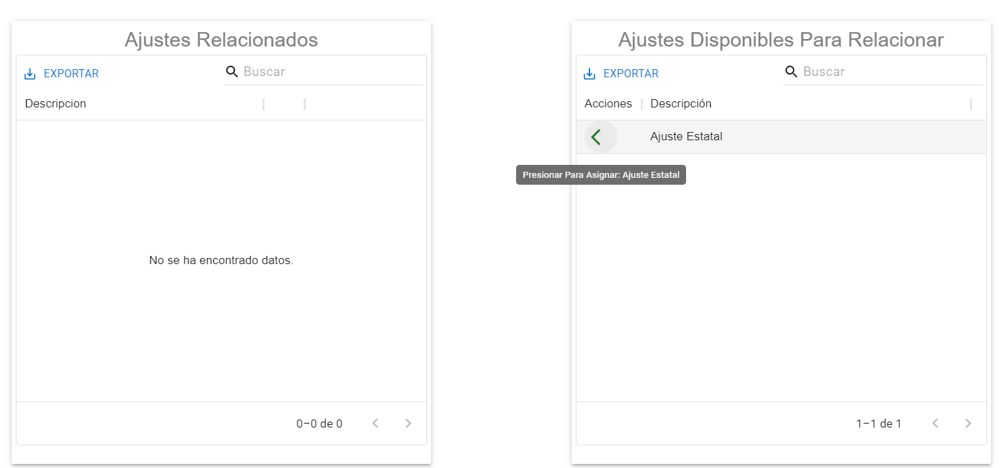 Ajustes Relacionados
EXPORTAR
Buscar
Descripcion
No se ha encontrado datos.
0–0 de 0
Ajustes Disponibles Para Relacionar
EXPORTAR
Buscar
Acciones Descripción
Ajuste Estatal
Presionar Para Asignar: Ajuste Estatal
1–1 de 1